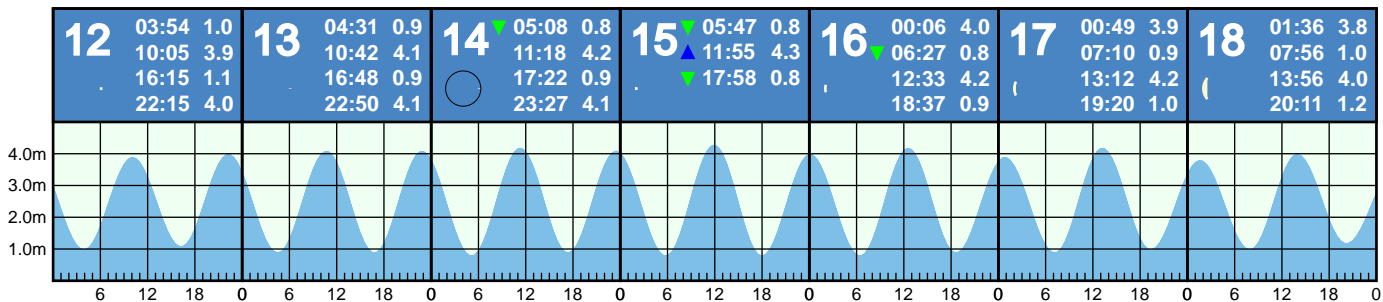 12 03:54 1.0 13 04:31 0.9 14 05:08 0.8 15 05:47 0.8 16 00:06 4.0 17 00:49 3.9 18 01:36 3.8
10:05 3.9 10:42 4.1 11:18 4.2 11:55 4.3 06:27 0.8 07:10 0.9 07:56 1.0
16:15 1.1 16:48 0.9 17:22 0.9 17:58 0.8 12:33 4.2 13:12 4.2 13:56 4.0
22:15 4.0 22:50 4.1 23:27 4.1 18:37 0.9 19:20 1.0 20:11 1.2
4.0m
3.0m
2.0m
1.0m
6 12 18 0 6 12 18 0 6 12 18 0 6 12 18 0 6 12 18 0 6 12 18 0 6 12 18 0